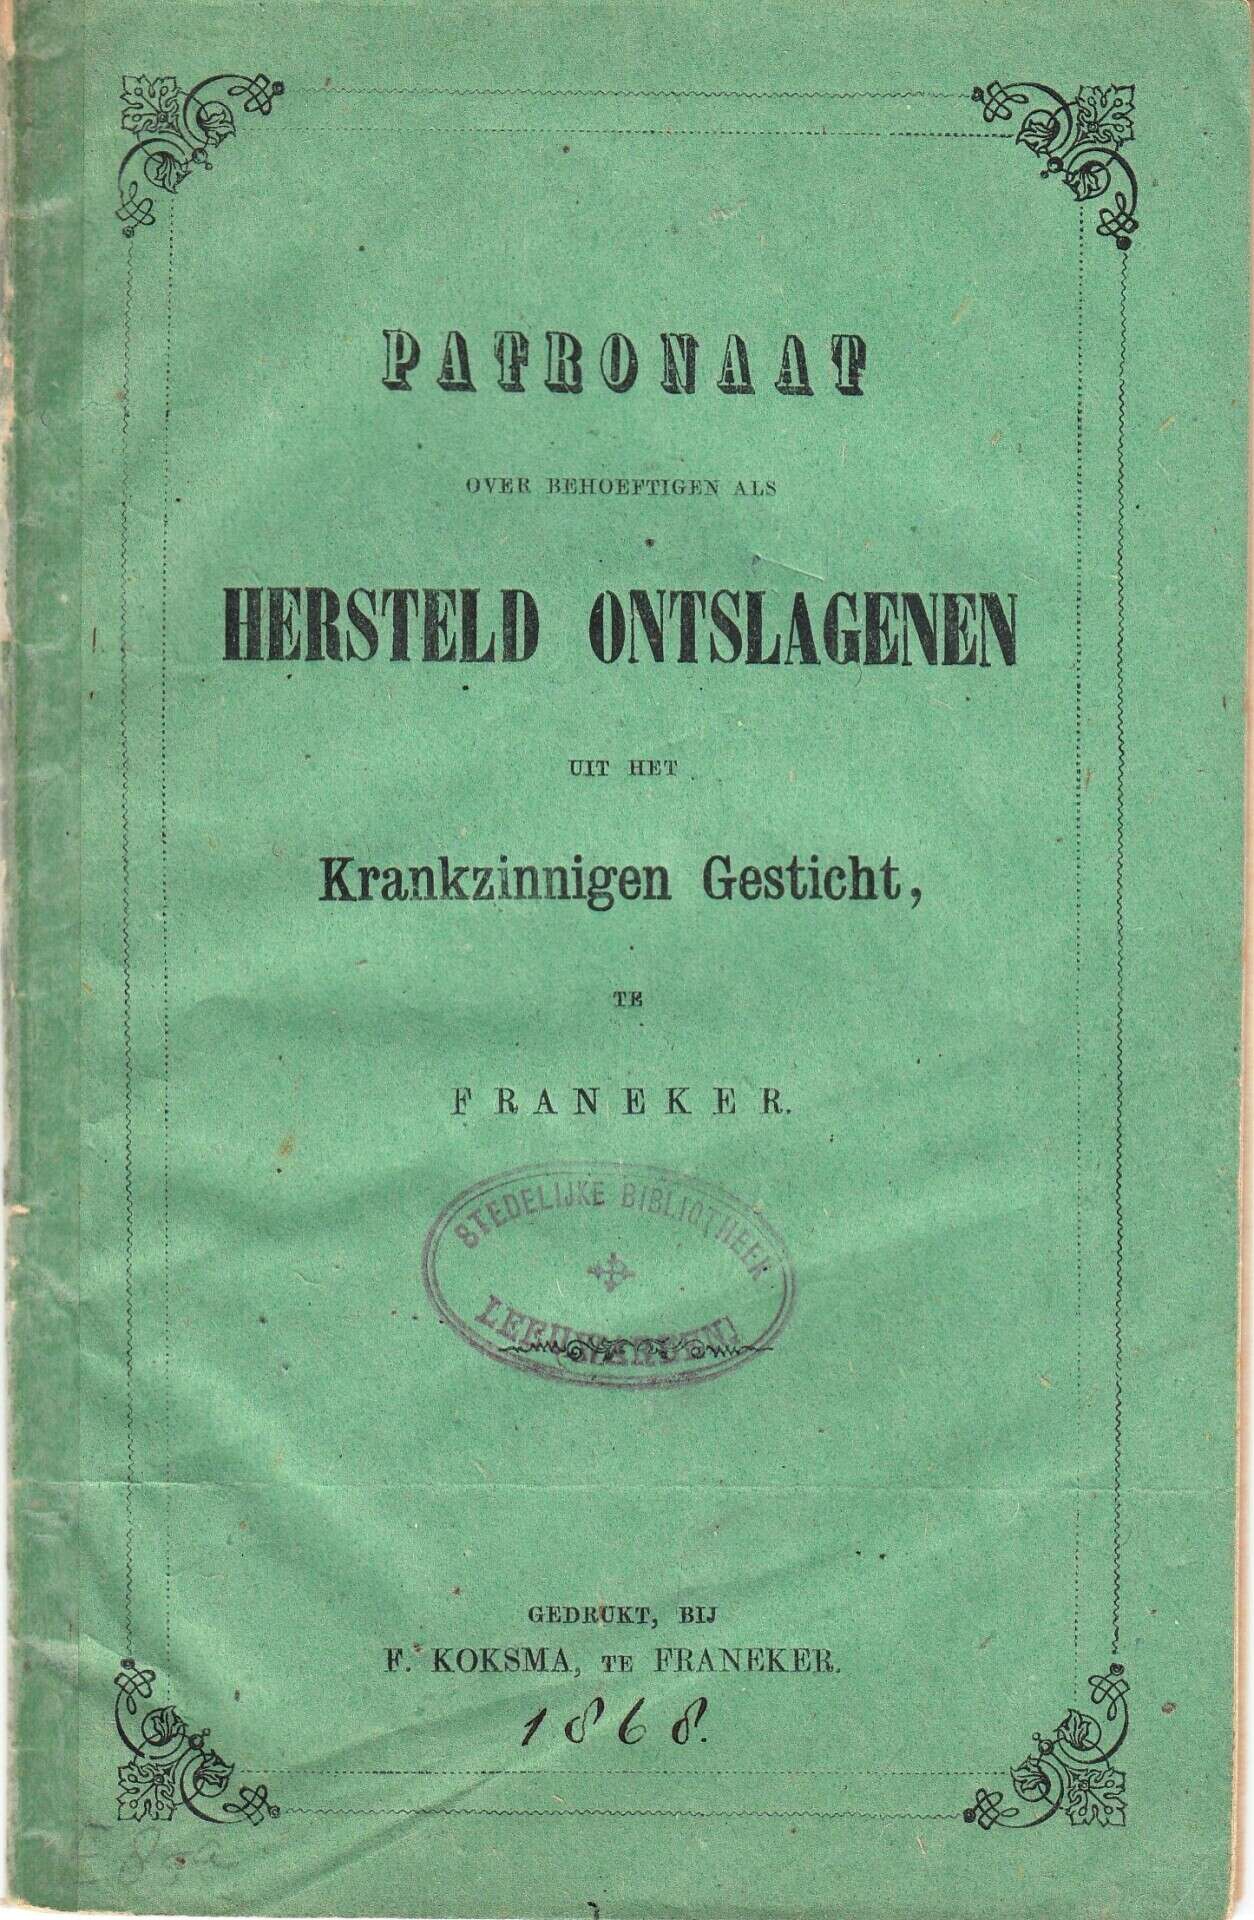 PATRONAAT
OVER BEHOEFTIGEN ALS
HERSTELD ONTSLAGENEN
UIT HET
Krankzinnigen Gesticht,
TE
FRANEKER.
STEDELIJKE BIBLIOTHEEK
LEEUWARDEN.
GEDRUKT, BIJ
F. KOKSMA, TE FRANEKER.
1868.